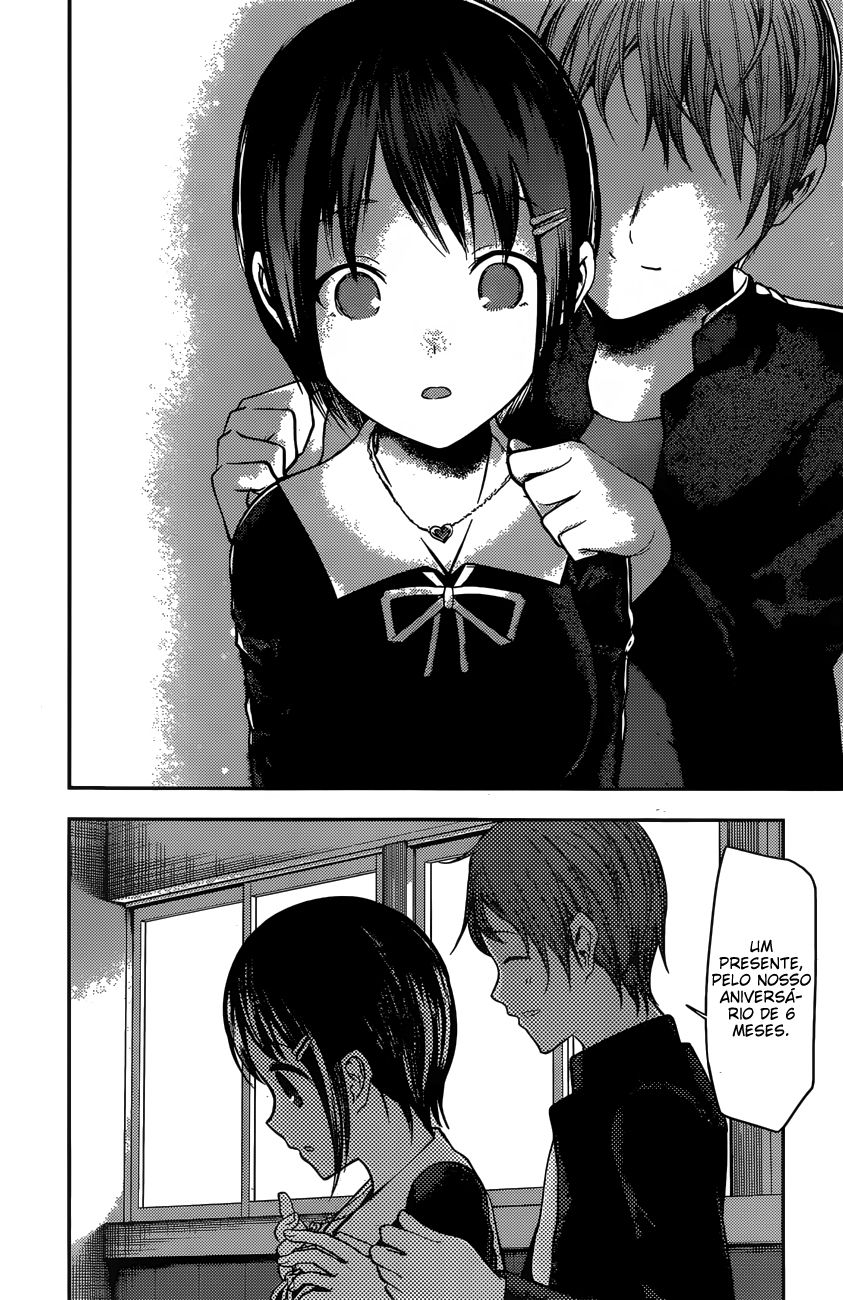 UM
PRESENTE,
PELO NOSSO
ANIVERSÁ-
RIO DE 6
MESES.